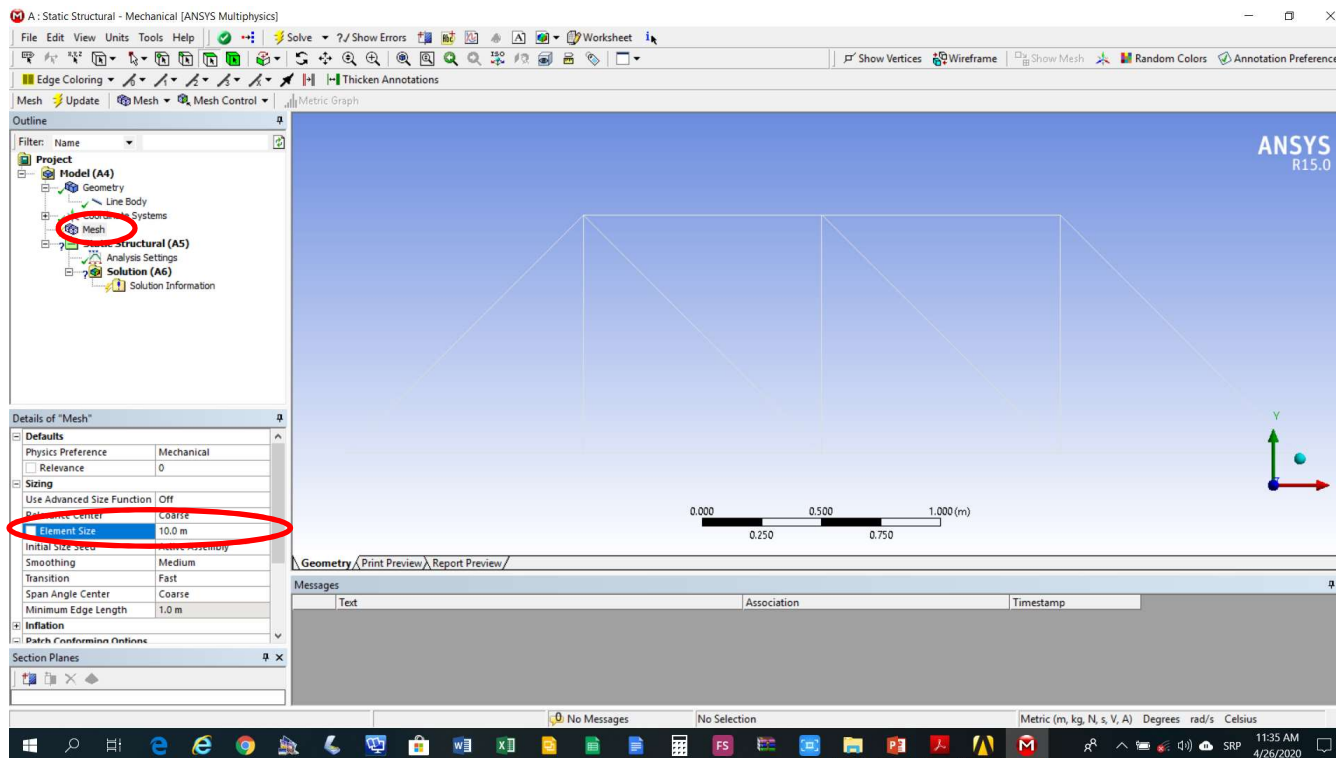 A : Static Structural - Mechanical [ANSYS Multiphysics]
File Edit View Units Tools Help Solve ?/ Show Errors Worksheet
Show Vertices Wireframe Show Mesh Random Colors Annotation Preference
Edge Coloring Thicken Annotations
Mesh Update Mesh Mesh Control Metric Graph
Outline
Filter: Name
Project
Model (A4)
Geometry
Line Body
Coordinate Systems
Mesh
Static Structural (A5)
Analysis Settings
Solution (A6)
Solution Information
ANSYS
R15.0
Y
0.000 0.500 1.000 (m)
0.250 0.750
Details of "Mesh"
Defaults
Physics Preference Mechanical
Relevance 0
Sizing
Use Advanced Size Function Off
Relevance Center Coarse
Element Size 10.0 m
Initial Size Seed Active Assembly
Smoothing Medium
Transition Fast
Span Angle Center Coarse
Minimum Edge Length 1.0 m
Inflation
Patch Conforming Options
Geometry Print Preview Report Preview
Messages
Text Association Timestamp
Section Planes
0 No Messages No Selection Metric (m, kg, N, s, V, A) Degrees rad/s Celsius
FS SRP 11:35 AM
4/26/2020